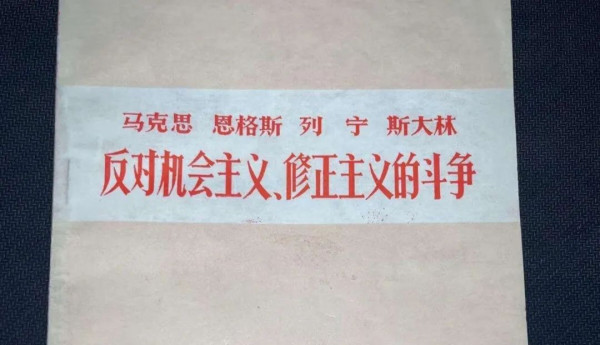 马克思 恩格斯 列 宁 斯大林
反对机会主义、修正主义的斗争